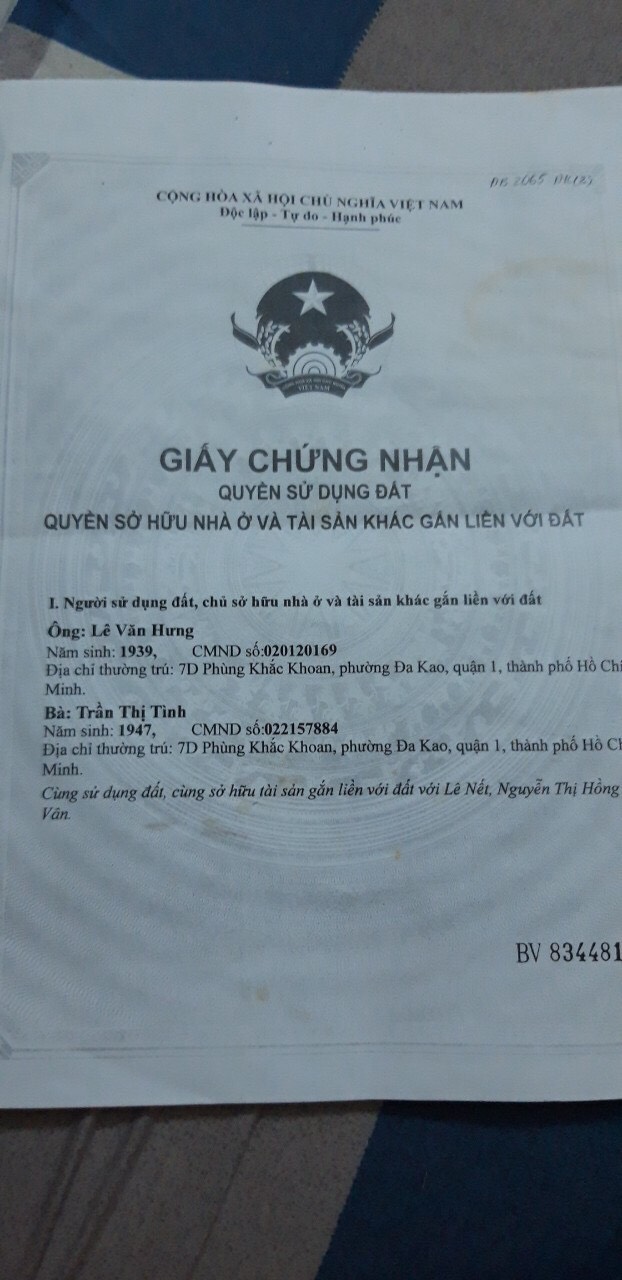 CỘNG HÒA XÃ HỘI CHỦ NGHĨA VIỆT NAM
Độc lập - Tự do - Hạnh phúc
VIỆT NAM
GIẤY CHỨNG NHẬN
QUYỀN SỬ DỤNG ĐẤT
QUYỀN SỞ HỮU NHÀ Ở VÀ TÀI SẢN KHÁC GẮN LIỀN VỚI ĐẤT
I. Người sử dụng đất, chủ sở hữu nhà ở và tài sản khác gắn liền với đất
Ông: Lê Văn Hưng
Năm sinh: 1939, CMND số:020120169
Địa chỉ thường trú: 7D Phùng Khắc Khoan, phường Đa Kao, quận 1, thành phố Hồ Chí
Minh.
Bà: Trần Thị Tình
Năm sinh: 1947, CMND số:022157884
Địa chỉ thường trú: 7D Phùng Khắc Khoan, phường Đa Kao, quận 1, thành phố Hồ Ch
Minh.
Cùng sử dụng đất, cùng sở hữu tài sản gắn liền với đất với Lê Nết, Nguyễn Thị Hồng
Vân.
BV 834481